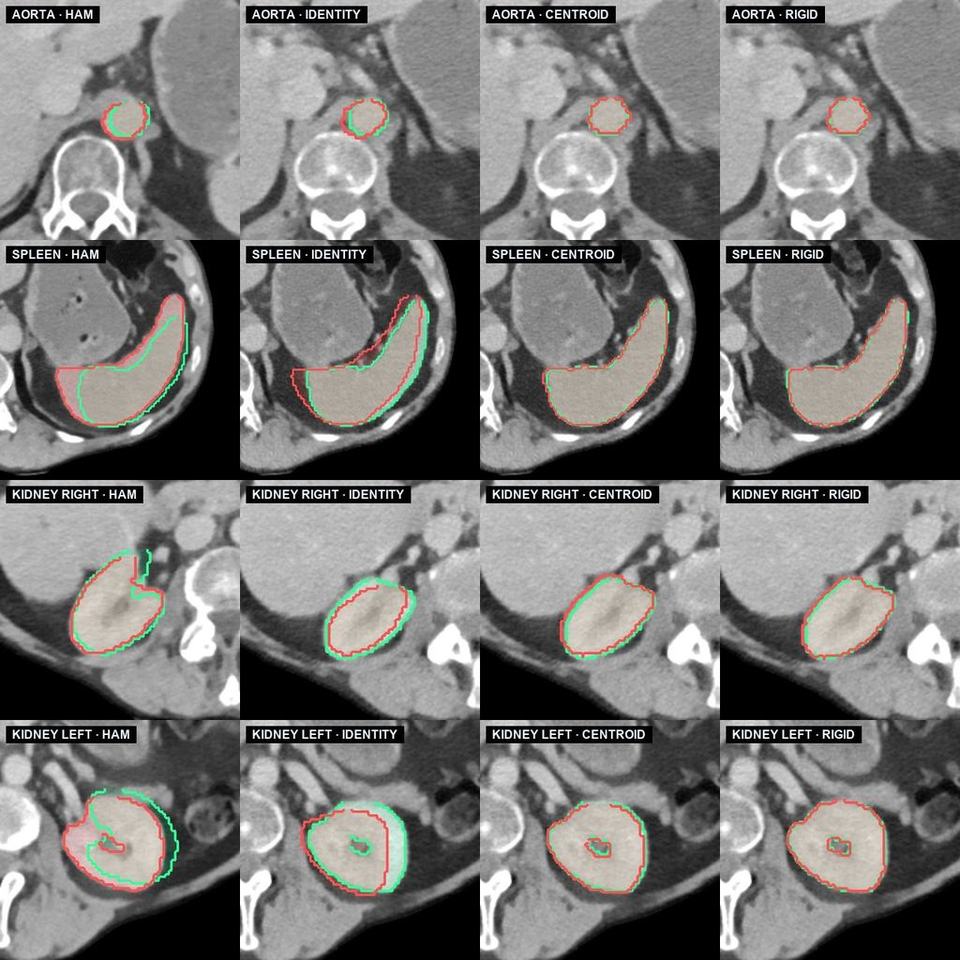 AORTA · HAM
AORTA · IDENTITY
AORTA · CENTROID
AORTA · RIGID
SPLEEN · HAM
SPLEEN · IDENTITY
SPLEEN · CENTROID
SPLEEN · RIGID
KIDNEY RIGHT · HAM
KIDNEY RIGHT · IDENTITY
KIDNEY RIGHT · CENTROID
KIDNEY RIGHT · RIGID
KIDNEY LEFT · HAM
KIDNEY LEFT · IDENTITY
KIDNEY LEFT · CENTROID
KIDNEY LEFT · RIGID